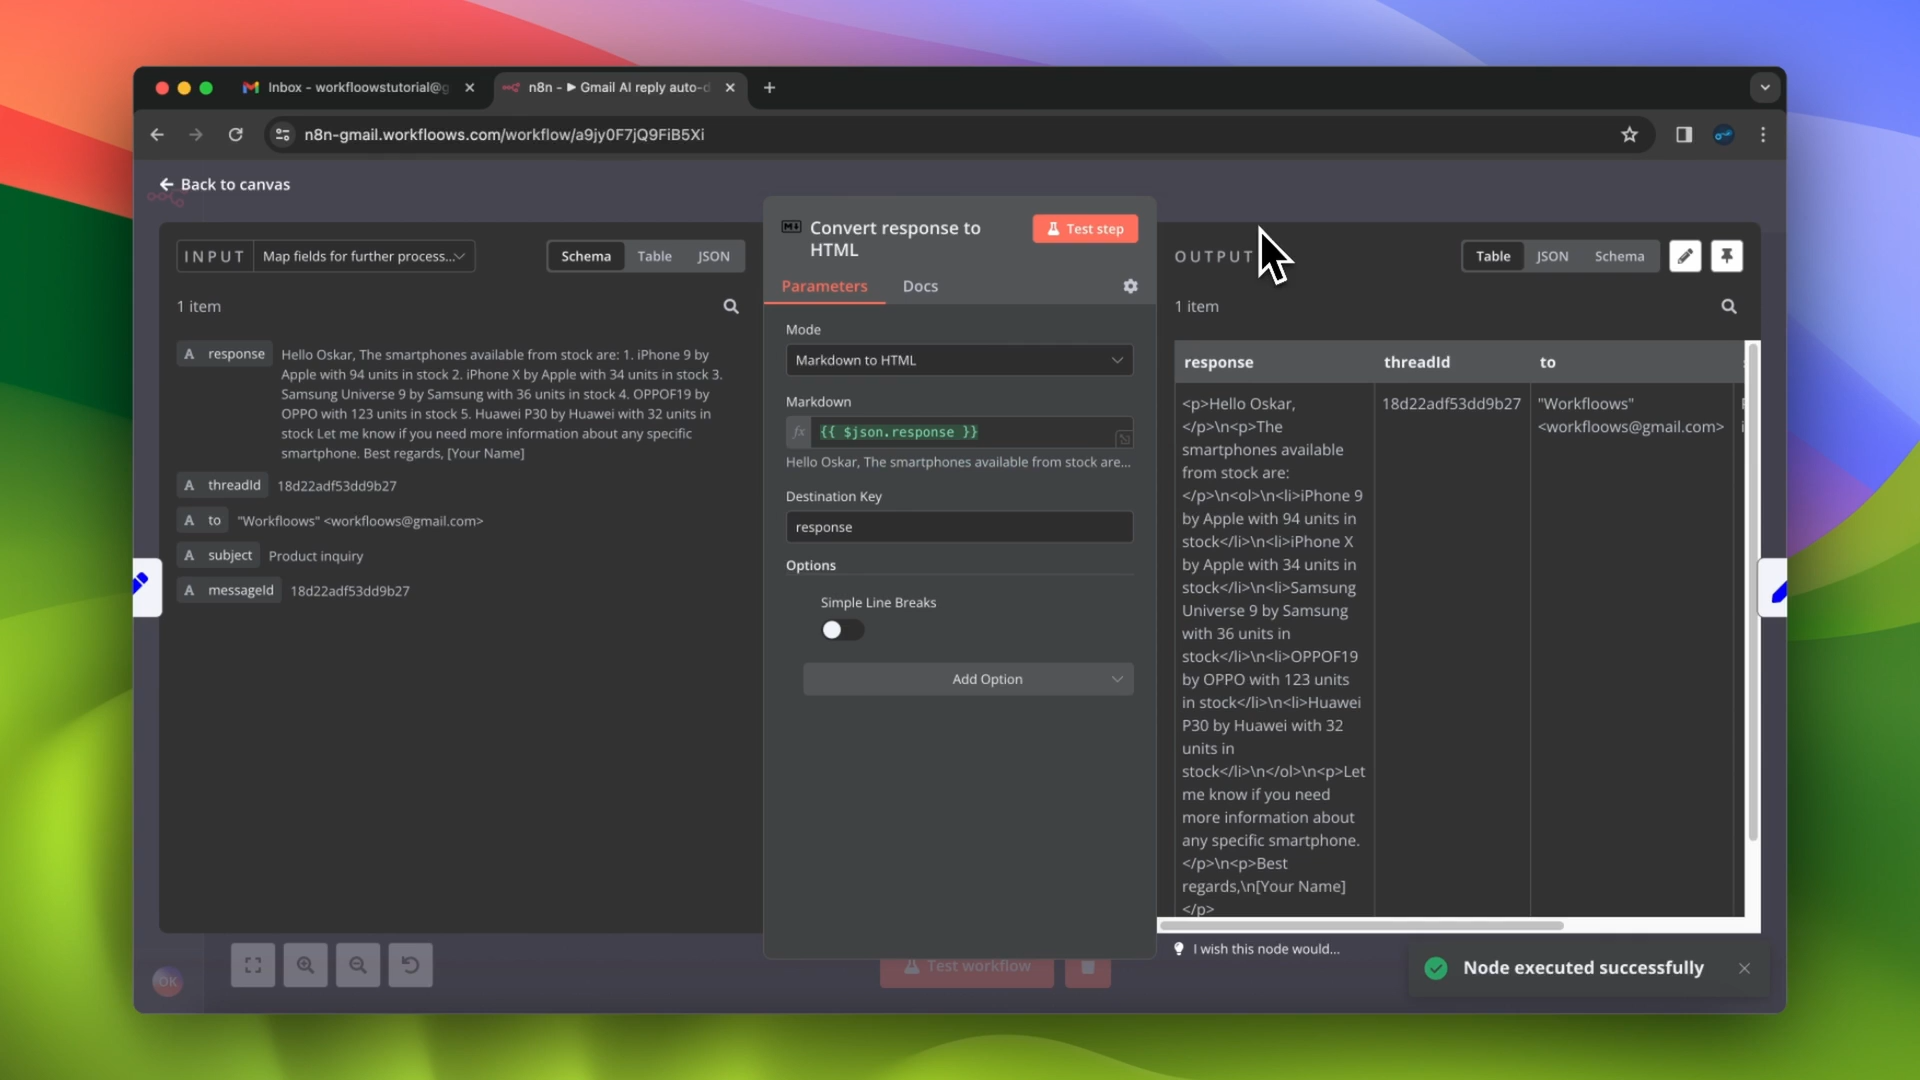 Inbox - workfloowstutorial@g
n8n - ▶ Gmail AI reply auto-d
n8n-gmail.workfloows.com/workflow/a9jy0F7jQ9FiB5Xi
Back to canvas
INPUT
Map fields for further process...
Schema
Table
JSON
1 item
A response
Hello Oskar, The smartphones available from stock are: 1. iPhone 9 by
Apple with 94 units in stock 2. iPhone X by Apple with 34 units in stock 3.
Samsung Universe 9 by Samsung with 36 units in stock 4. OPPOF19 by
OPPO with 123 units in stock 5. Huawei P30 by Huawei with 32 units in
stock Let me know if you need more information about any specific
smartphone. Best regards, [Your Name]
A threadId 18d22adf53dd9b27
A to "Workfloows" <workfloows@gmail.com>
A subject Product inquiry
A messageId 18d22adf53dd9b27
M
Convert response to
HTML
Test step
Parameters
Docs
Mode
Markdown to HTML
Markdown
fx
{{ $json.response }}
Hello Oskar, The smartphones available from stock are...
Destination Key
response
Options
Simple Line Breaks
Add Option
OUTPUT
Table
JSON
Schema
1 item
response
threadId
to
<p>Hello Oskar,
</p>\n<p>The
smartphones available
from stock are:
</p>\n<ol>\n<li>iPhone 9
by Apple with 94 units in
stock</li>\n<li>iPhone X
by Apple with 34 units in
stock</li>\n<li>Samsung
Universe 9 by Samsung
with 36 units in
stock</li>\n<li>OPPOF19
by OPPO with 123 units
in stock</li>\n<li>Huawei
P30 by Huawei with 32
units in
stock</li>\n</ol>\n<p>Let
me know if you need
more information about
any specific smartphone.
</p>\n<p>Best
regards,\n[Your Name]
</p>
18d22adf53dd9b27
"Workfloows"
<workfloows@gmail.com>
I wish this node would...
OK
Test workflow
Node executed successfully